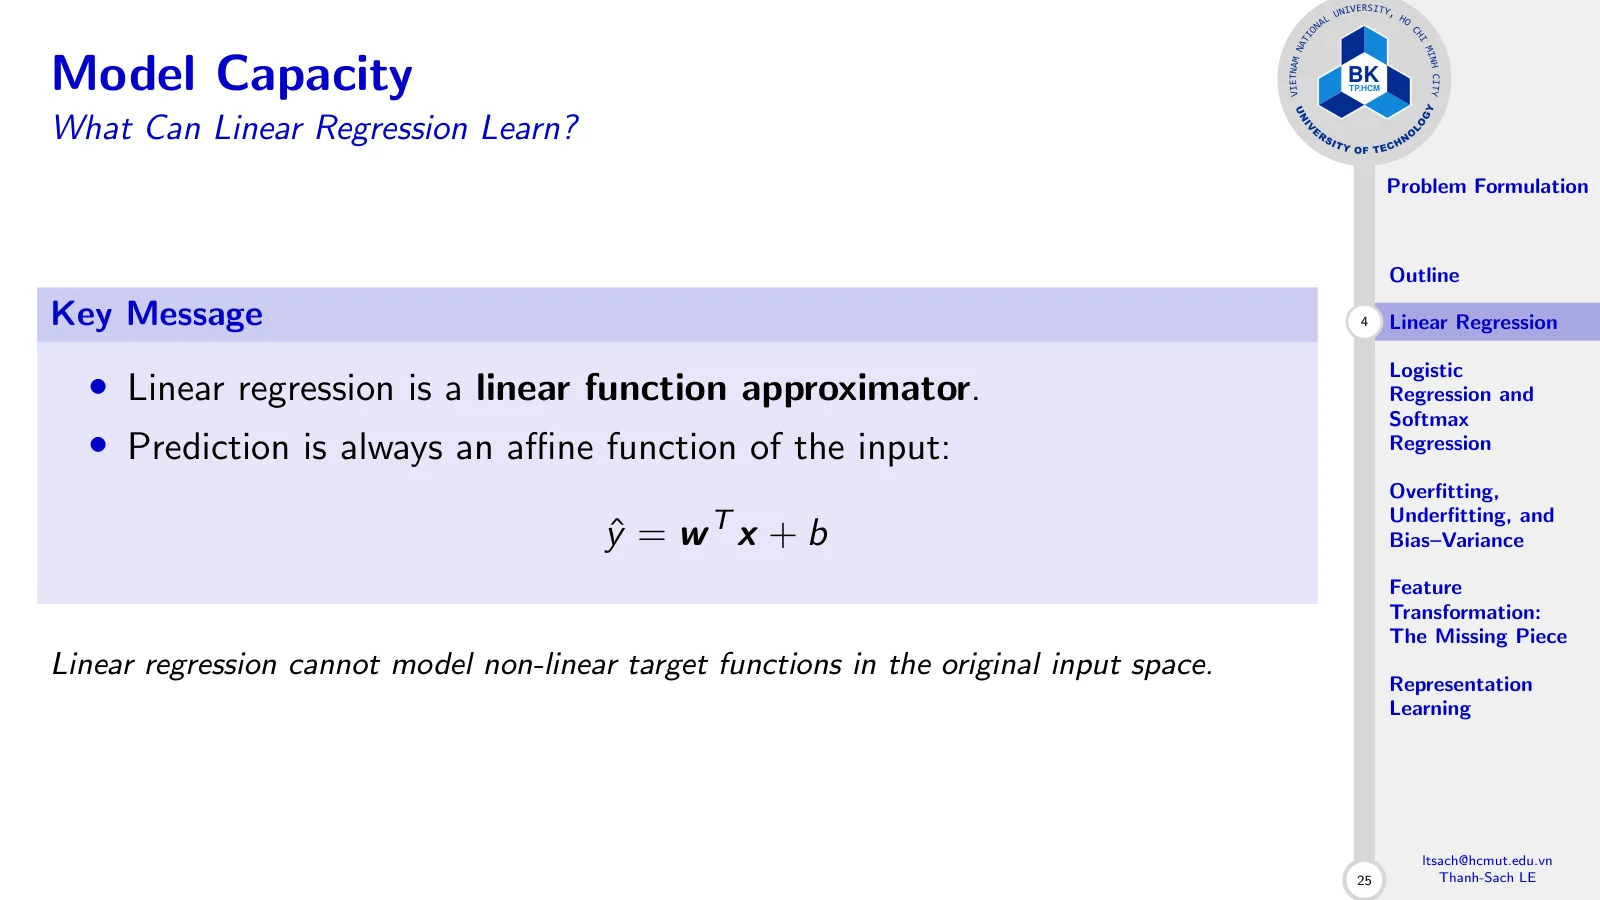 Model Capacity
What Can Linear Regression Learn?
Key Message
• Linear regression is a linear function approximator.
• Prediction is always an affine function of the input:
ŷ = w^T x + b
Linear regression cannot model non-linear target functions in the original input space.
VIETNAM NATIONAL UNIVERSITY, HO CHI MINH CITY
BK
TP.HCM
UNIVERSITY OF TECHNOLOGY
Problem Formulation
Outline
4
Linear Regression
Logistic
Regression and
Softmax
Regression
Overfitting,
Underfitting, and
Bias–Variance
Feature
Transformation:
The Missing Piece
Representation
Learning
ltsach@hcmut.edu.vn
Thanh-Sach LE
25